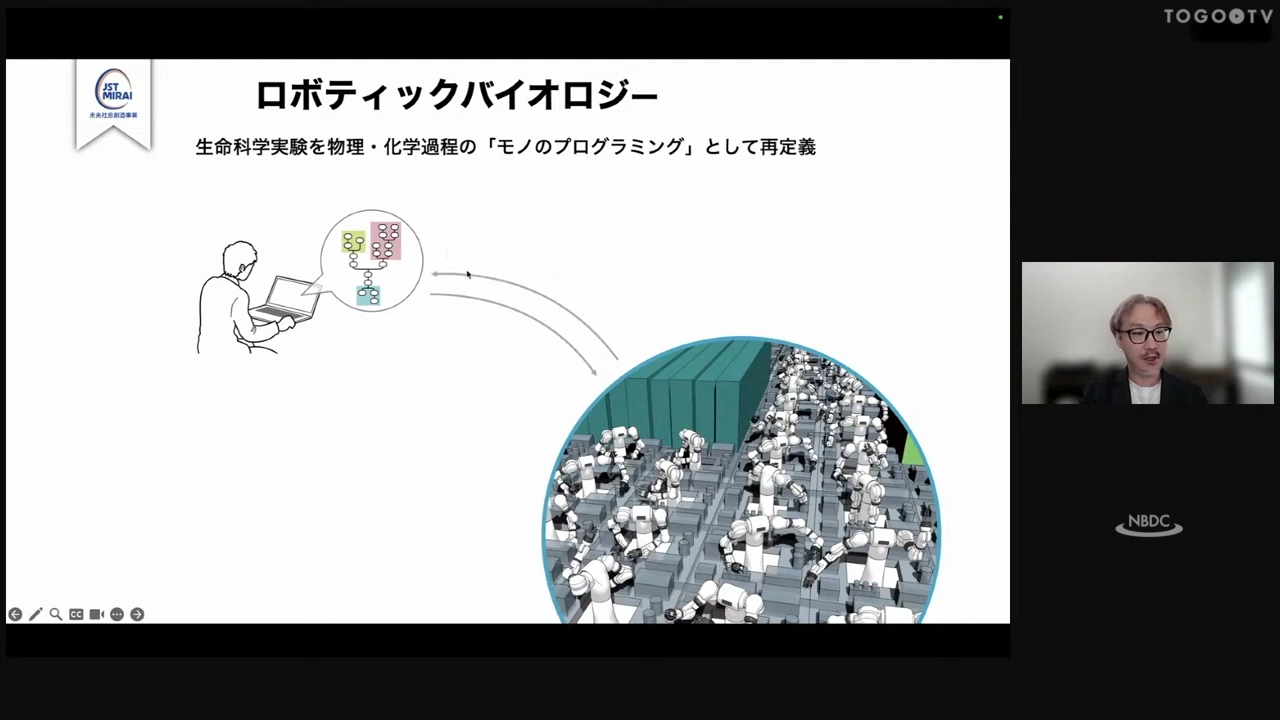 TOGOTV
JST
MIRAI
未来社会創造事業
ロボティックバイオロジー
生命科学実験を物理・化学過程の「モノのプログラミング」として再定義
CC
NBDC